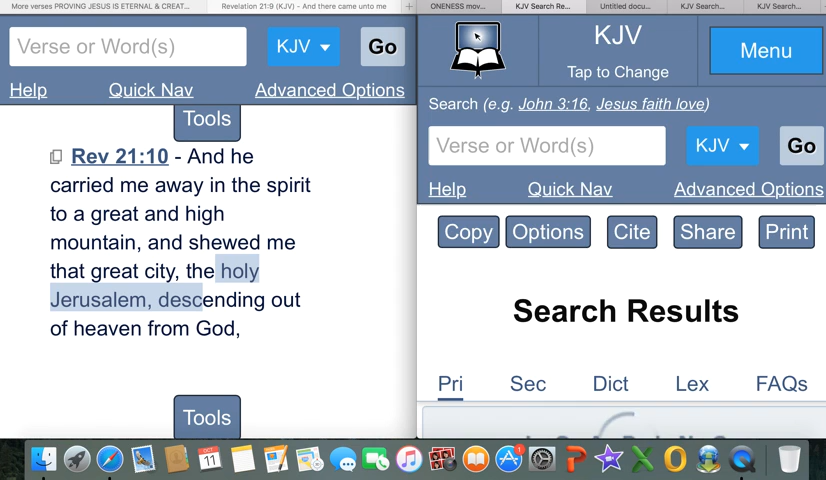 More verses PROVING JESUS IS ETERNAL & CREAT...
Revelation 21:9 (KJV) - And there came unto me
ONENESS mov...
KJV Search Re...
Untitled docu...
KJV Search...
KJV Search...
Verse or Word(s)
KJV
Go
Help
Quick Nav
Advanced Options
Tools
Rev 21:10 - And he
carried me away in the spirit
to a great and high
mountain, and shewed me
that great city, the holy
Jerusalem, descending out
of heaven from God,
Tools
KJV
Tap to Change
Menu
Search (e.g. John 3:16, Jesus faith love)
Verse or Word(s)
KJV
Go
Help
Quick Nav
Advanced Options
Copy
Options
Cite
Share
Print
Search Results
Pri
Sec
Dict
Lex
FAQs
OCT
11
1